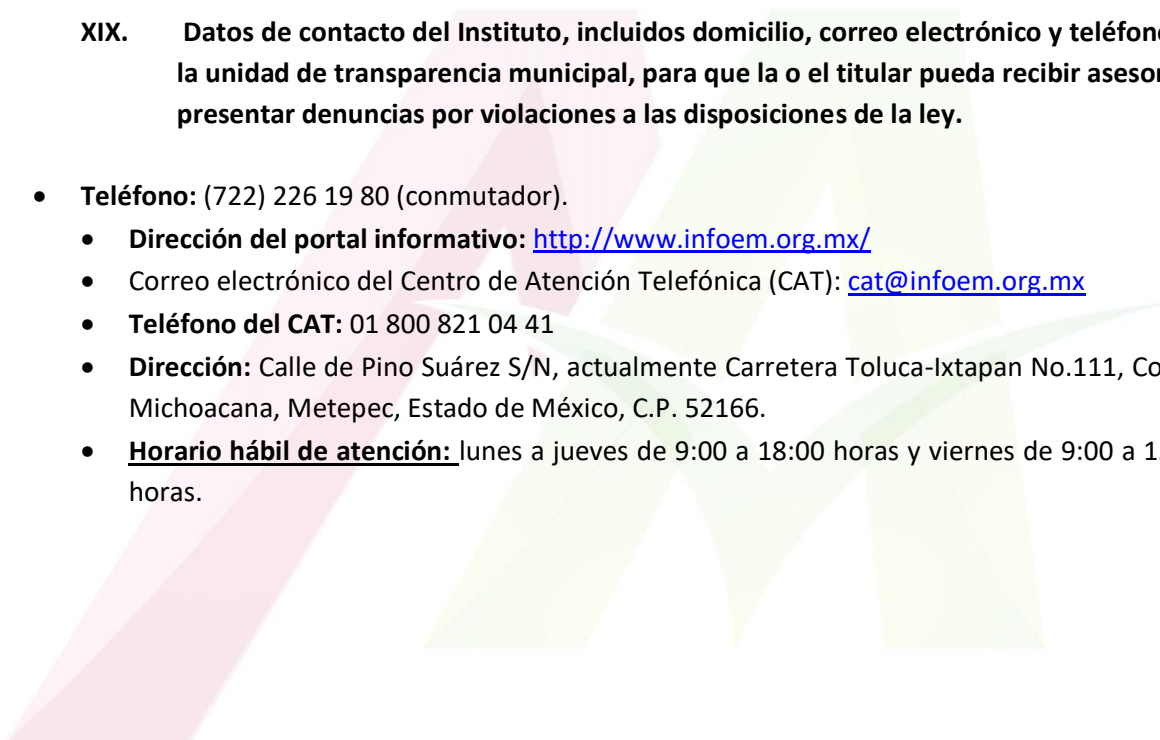 XIX. Datos de contacto del Instituto, incluidos domicilio, correo electrónico y teléfono
la unidad de transparencia municipal, para que la o el titular pueda recibir
presentar denuncias por violaciones a las disposiciones de la ley.
• Teléfono: (722) 226 19 80 (conmutador).
• Dirección del portal informativo: http://www.infoem.org.mx/
• Correo electrónico del Centro de Atención Telefónica (CAT): cat@infoem.org.mx
• Teléfono del CAT: 01 800 821 04 41
• Dirección: Calle de Pino Suárez S/N, actualmente Carretera Toluca-Ixtapan No.111,
Michoacana, Metepec, Estado de México, C.P. 52166.
• Horario hábil de atención: lunes a jueves de 9:00 a 18:00 horas y viernes de 9:00 a
horas.